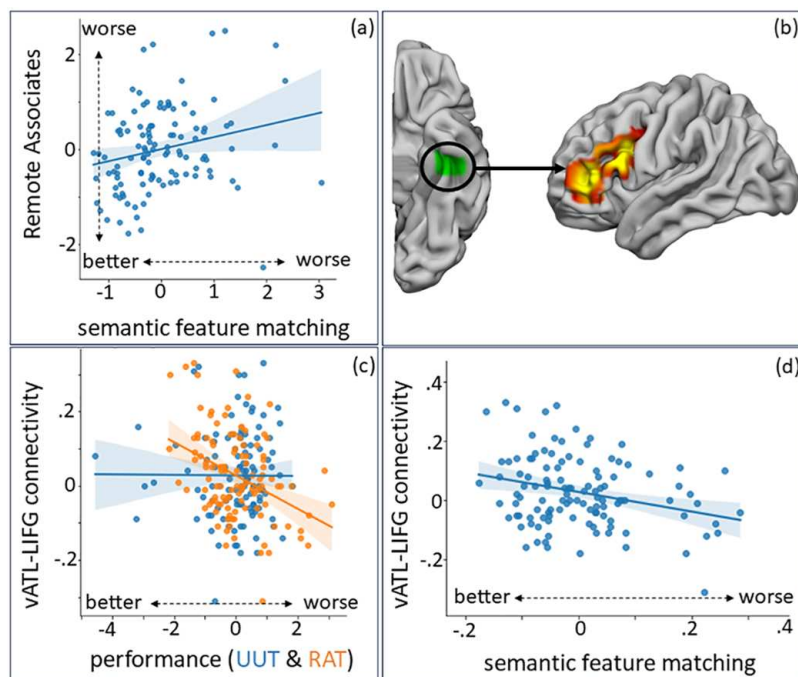 (a)
worse
2
0
-2
Remote Associates
better
worse
-1
0
1
2
3
semantic feature matching
(b)
(c)
.2
0
-.2
vATL-LIFG connectivity
better
worse
-4
-2
0
2
performance (UUT & RAT)
(d)
.4
.2
0
-.2
vATL-LIFG connectivity
better
worse
-.2
0
.2
.4
semantic feature matching